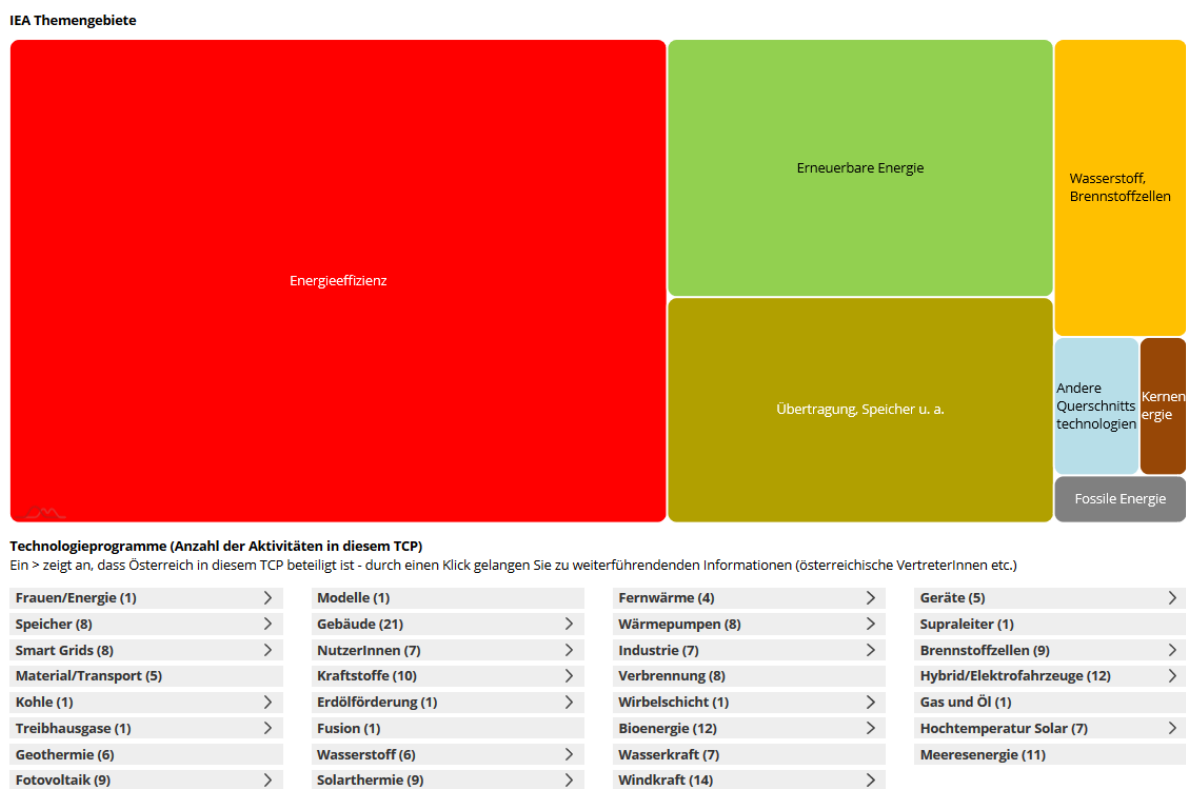 IEA Themengebiete
Energieeffizienz
Erneuerbare Energie
Wasserstoff,
Brennstoffzellen
Übertragung, Speicher u. a.
Andere
Querschnitts
technologien
Kernen
ergie
Fossile Energie
Technologieprogramme (Anzahl der Aktivitäten in diesem TCP)
Ein > zeigt an, dass Österreich in diesem TCP beteiligt ist - durch einen Klick gelangen Sie zu weiterführendenden Informationen (österreichische VertreterInnen etc.)
Frauen/Energie (1) >
Modelle (1)
Fernwärme (4) >
Geräte (5) >
Speicher (8) >
Gebäude (21) >
Wärmepumpen (8) >
Supraleiter (1)
Smart Grids (8) >
NutzerInnen (7) >
Industrie (7) >
Brennstoffzellen (9) >
Material/Transport (5)
Kraftstoffe (10) >
Verbrennung (8)
Hybrid/Elektrofahrzeuge (12) >
Kohle (1) >
Erdölförderung (1) >
Wirbelschicht (1) >
Gas und Öl (1)
Treibhausgase (1) >
Fusion (1)
Bioenergie (12) >
Hochtemperatur Solar (7) >
Geothermie (6)
Wasserstoff (6) >
Wasserkraft (7)
Meeresenergie (11)
Fotovoltaik (9) >
Solarthermie (9) >
Windkraft (14) >